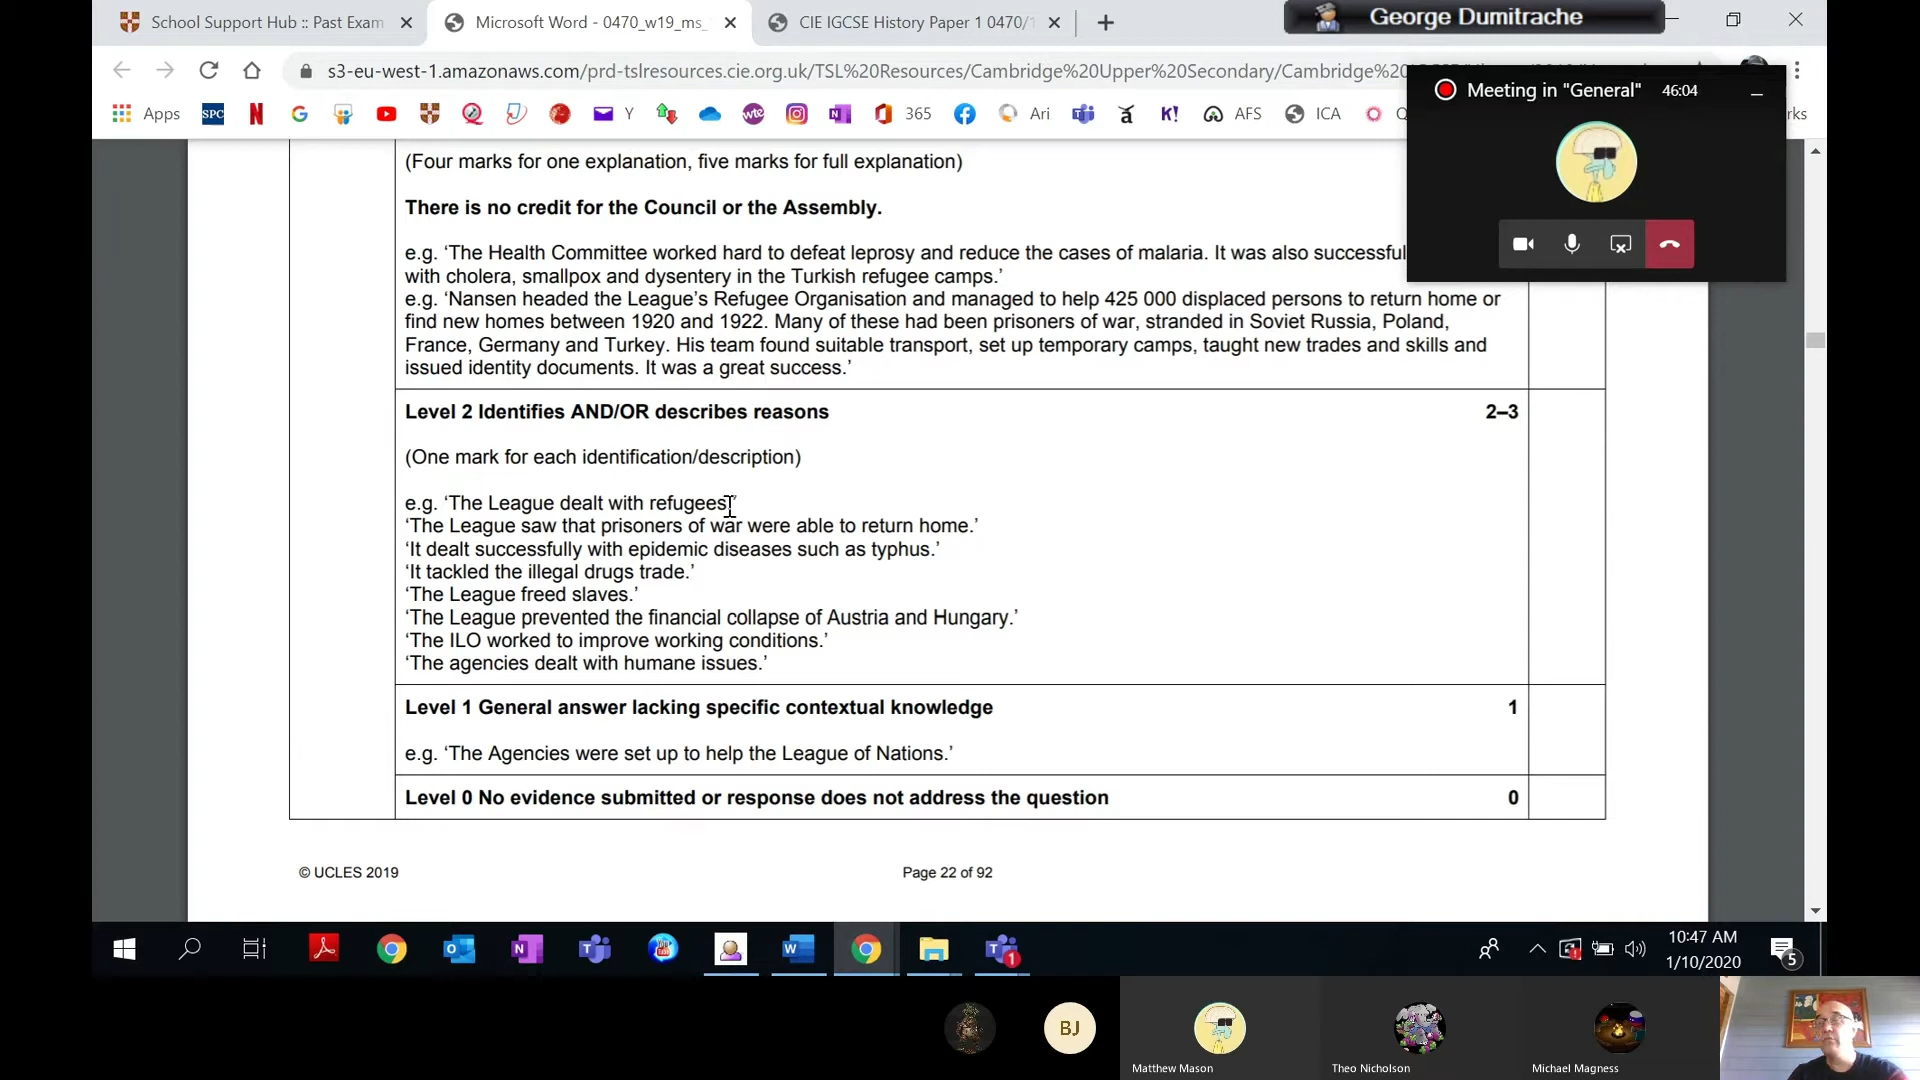 School Support Hub :: Past Exam
Microsoft Word - 0470_w19_ms_
CIE IGCSE History Paper 1 0470/1
George Dumitrache
s3-eu-west-1.amazonaws.com/prd-tslresources.cie.org.uk/TSL%20Resources/Cambridge%20Upper%20Secondary/Cambridge%20
Meeting in "General" 46:04
Apps SPC N G wte Y 365 Ari K! AFS ICA
(Four marks for one explanation, five marks for full explanation)
There is no credit for the Council or the Assembly.
e.g. ‘The Health Committee worked hard to defeat leprosy and reduce the cases of malaria. It was also successful
with cholera, smallpox and dysentery in the Turkish refugee camps.’
e.g. ‘Nansen headed the League’s Refugee Organisation and managed to help 425 000 displaced persons to return home or
find new homes between 1920 and 1922. Many of these had been prisoners of war, stranded in Soviet Russia, Poland,
France, Germany and Turkey. His team found suitable transport, set up temporary camps, taught new trades and skills and
issued identity documents. It was a great success.’
Level 2 Identifies AND/OR describes reasons 2–3
(One mark for each identification/description)
e.g. ‘The League dealt with refugees.’
‘The League saw that prisoners of war were able to return home.’
‘It dealt successfully with epidemic diseases such as typhus.’
‘It tackled the illegal drugs trade.’
‘The League freed slaves.’
‘The League prevented the financial collapse of Austria and Hungary.’
‘The ILO worked to improve working conditions.’
‘The agencies dealt with humane issues.’
Level 1 General answer lacking specific contextual knowledge 1
e.g. ‘The Agencies were set up to help the League of Nations.’
Level 0 No evidence submitted or response does not address the question 0
© UCLES 2019
Page 22 of 92
10:47 AM
1/10/2020
5
1
BJ
Matthew Mason
Theo Nicholson
Michael Magness